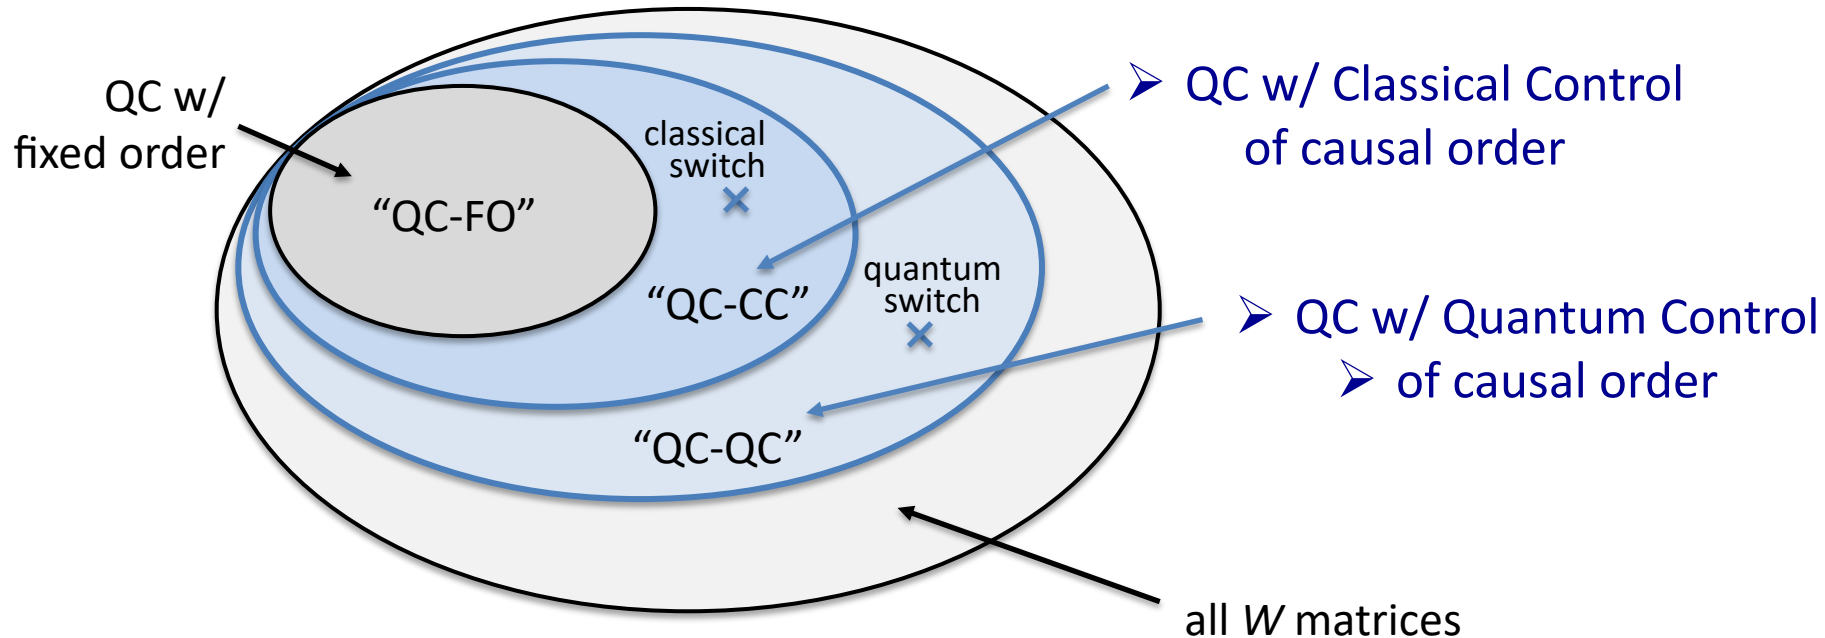 QC w/
fixed order
“QC-FO”
classical
switch
“QC-CC”
quantum
switch
“QC-QC”
➢ QC w/ Classical Control
of causal order
➢ QC w/ Quantum Control
➢ of causal order
all W matrices